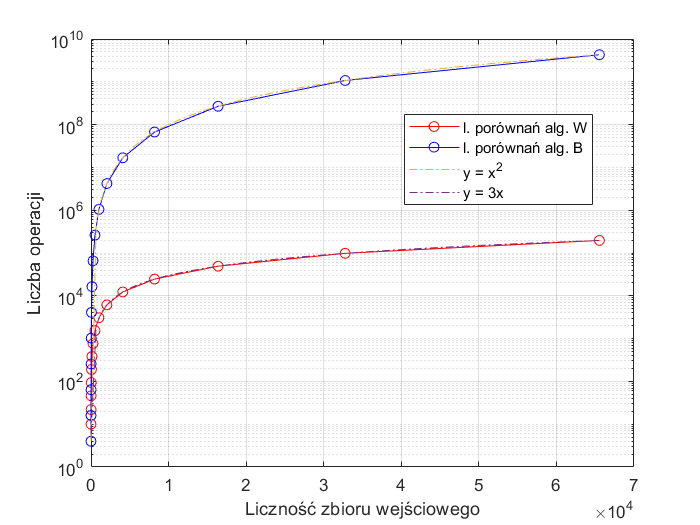 10^10
10^8
10^6
10^4
10^2
10^0
Liczba operacji
l. porównań alg. W
l. porównań alg. B
y = x^2
y = 3x
0 1 2 3 4 5 6 7
Liczność zbioru wejściowego
×10^4